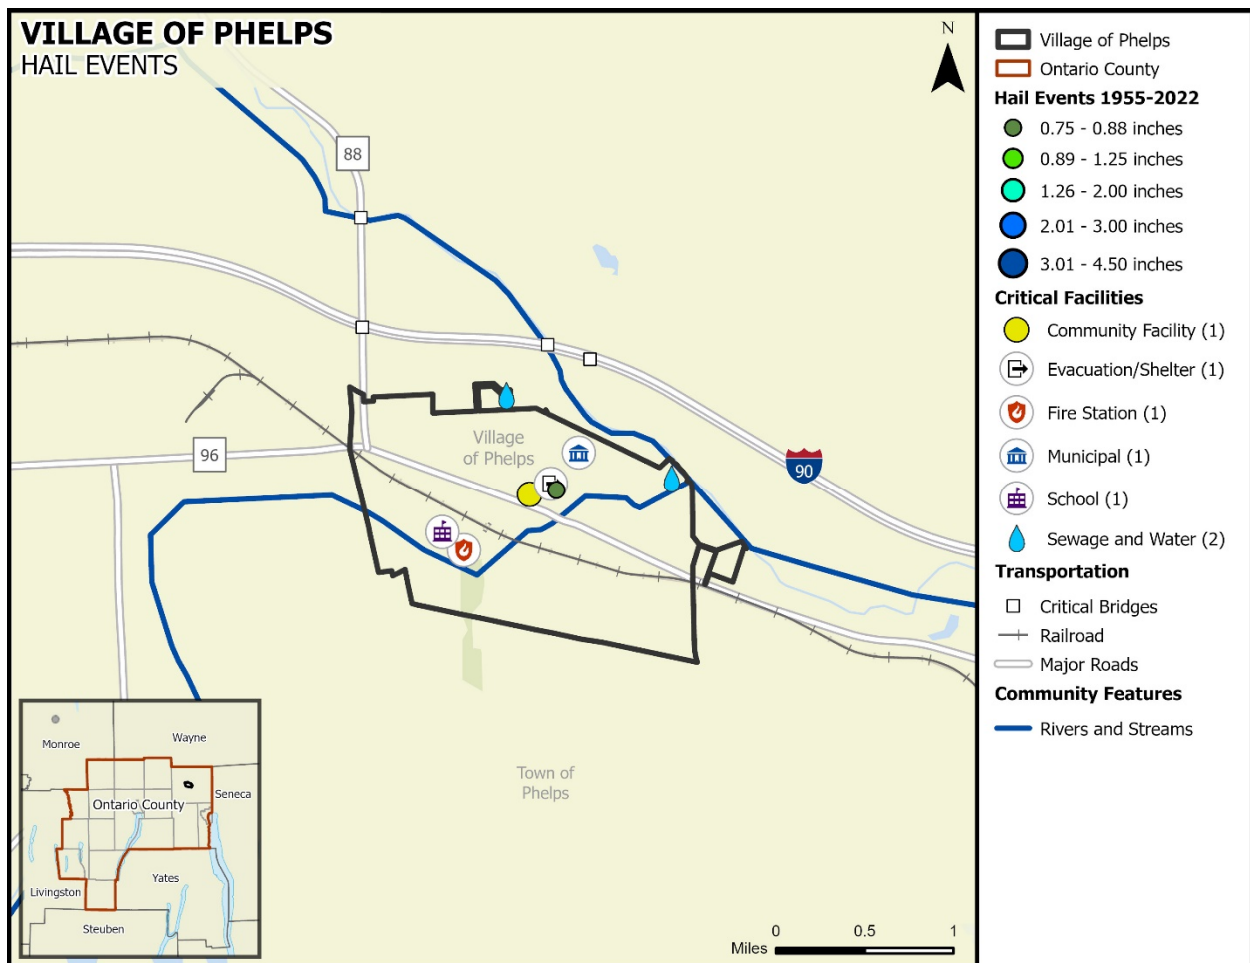 VILLAGE OF PHELPS
HAIL EVENTS
N
88
96
Village
of Phelps
90
Town of
Phelps
Monroe
Wayne
Ontario County
Seneca
Livingston
Yates
Steuben
0 0.5 1
Miles
Village of Phelps
Ontario County
Hail Events 1955-2022
0.75 - 0.88 inches
0.89 - 1.25 inches
1.26 - 2.00 inches
2.01 - 3.00 inches
3.01 - 4.50 inches
Critical Facilities
Community Facility (1)
Evacuation/Shelter (1)
Fire Station (1)
Municipal (1)
School (1)
Sewage and Water (2)
Transportation
Critical Bridges
Railroad
Major Roads
Community Features
Rivers and Streams